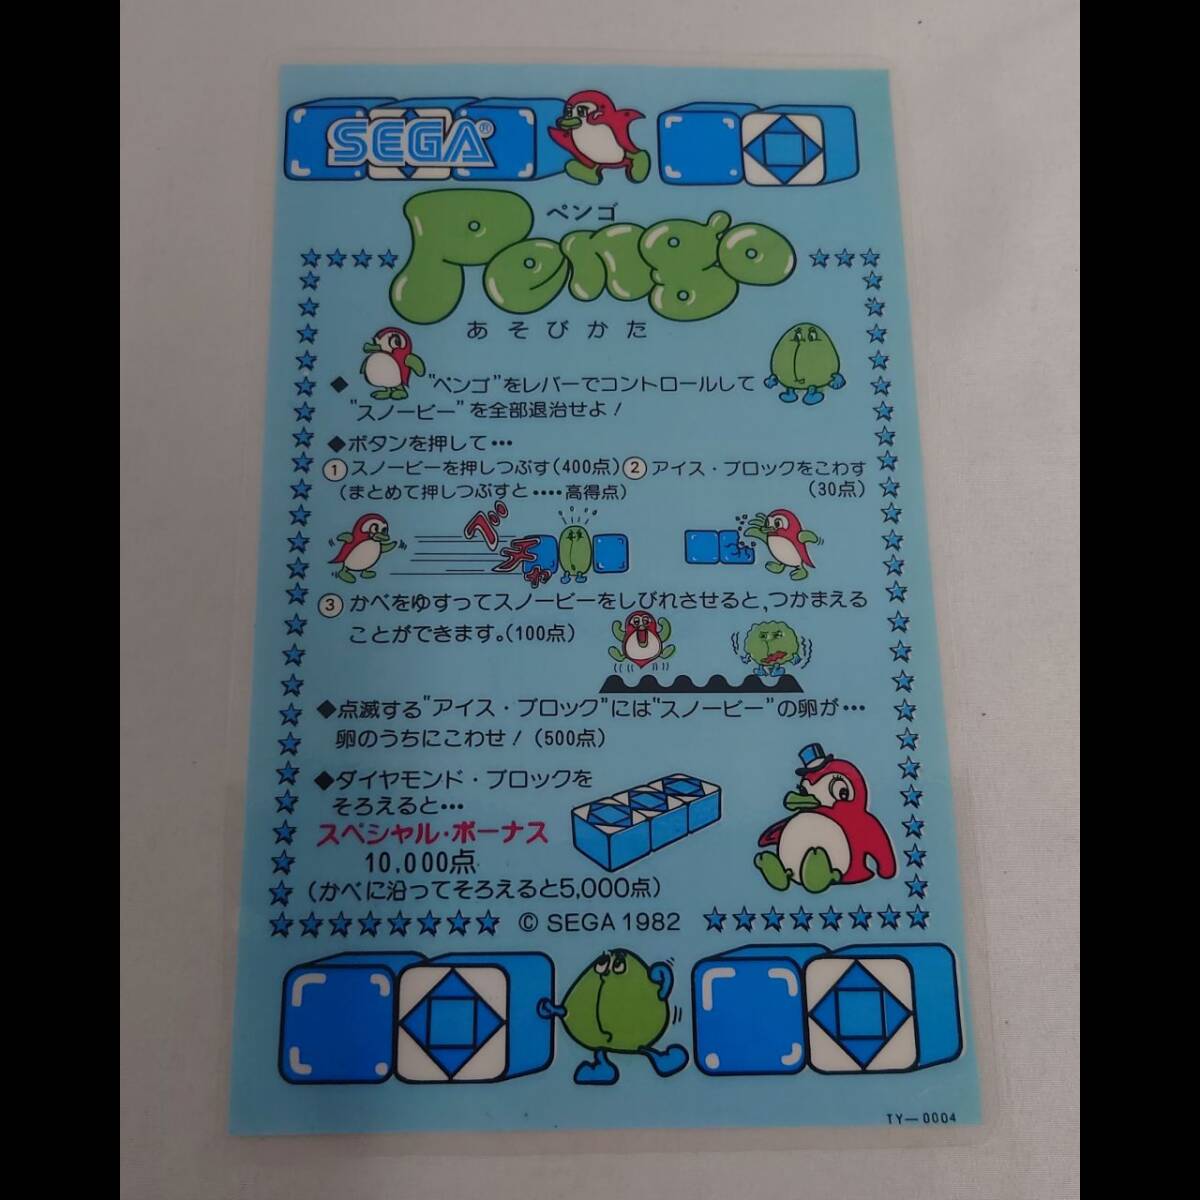 SEGA®
ペンゴ
Pengo
あそびかた
◆"ペンゴ"をレバーでコントロールして
"スノービー"を全部退治せよ!
◆ボタンを押して…
① スノービーを押しつぶす(400点)
(まとめて押しつぶすと‥‥高得点)
② アイス・ブロックをこわす
(30点)
グチャ
③ かべをゆすってスノービーをしびれさせると、つかまえる
ことができます。(100点)
◆点滅する"アイス・ブロック"には"スノービー"の卵が…
卵のうちにこわせ!(500点)
◆ダイヤモンド・ブロックを
そろえると…
スペシャル・ボーナス
10,000点
(かべに沿ってそろえると5,000点)
© SEGA 1982
TY-0004